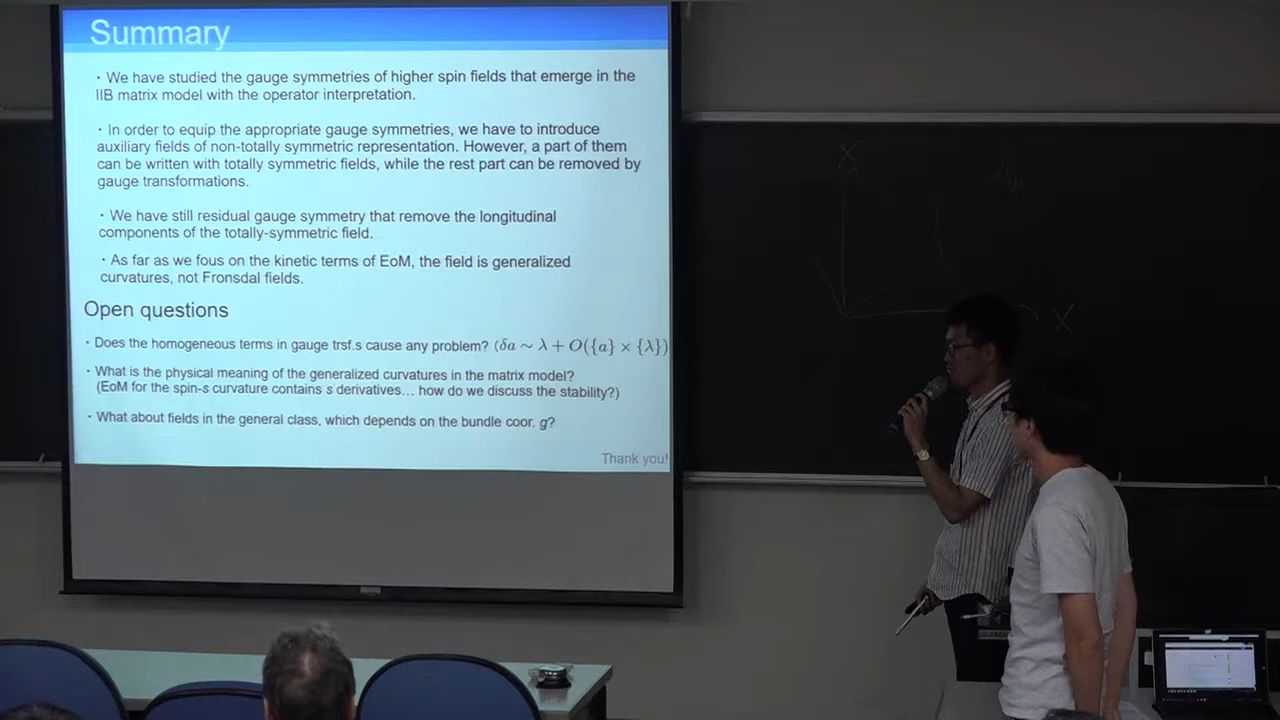 Summary
・We have studied the gauge symmetries of higher spin fields that emerge in the
IIB matrix model with the operator interpretation.
・In order to equip the appropriate gauge symmetries, we have to introduce
auxiliary fields of non-totally symmetric representation. However, a part of them
can be written with totally symmetric fields, while the rest part can be removed by
gauge transformations.
・We have still residual gauge symmetry that remove the longitudinal
components of the totally-symmetric field.
・As far as we fous on the kinetic terms of EoM, the field is generalized
curvatures, not Fronsdal fields.
Open questions
・Does the homogeneous terms in gauge trsf.s cause any problem? (δa ∼ λ + O({a} × {λ})
・What is the physical meaning of the generalized curvatures in the matrix model?
(EoM for the spin-s curvature contains s derivatives… how do we discuss the stability?)
・What about fields in the general class, which depends on the bundle coor. g?
Thank you!
X
X